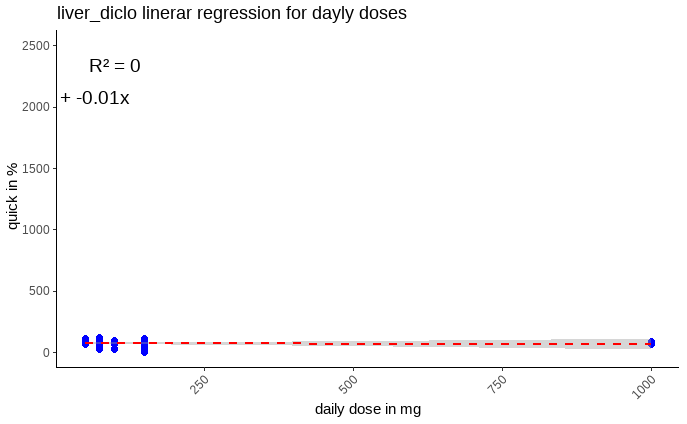 liver_diclo linerar regression for dayly doses
R² = 0
+ -0.01x
2500
2000
1500
1000
500
0
quick in %
250
500
750
1000
daily dose in mg